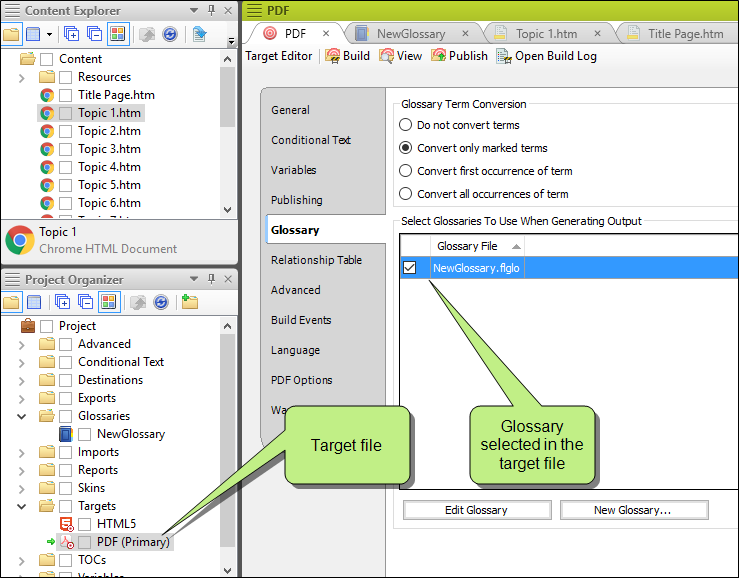 Content Explorer
Content
Resources
Title Page.htm
Topic 1.htm
Topic 2.htm
Topic 3.htm
Topic 4.htm
Topic 5.htm
Topic 6.htm
Topic 1
Chrome HTML Document
Project Organizer
Project
Advanced
Conditional Text
Destinations
Exports
Glossaries
NewGlossary
Imports
Reports
Skins
Targets
HTML5
PDF (Primary)
TOCs
Variables
PDF
PDF
NewGlossary
Topic 1.htm
Title Page.htm
Target Editor
Build
View
Publish
Open Build Log
General
Conditional Text
Variables
Publishing
Glossary
Relationship Table
Advanced
Build Events
Language
PDF Options
Glossary Term Conversion
Do not convert terms
Convert only marked terms
Convert first occurrence of term
Convert all occurrences of term
Select Glossaries To Use When Generating Output
Glossary File
NewGlossary.flglo
Target file
Glossary
selected in the
target file
Edit Glossary
New Glossary...